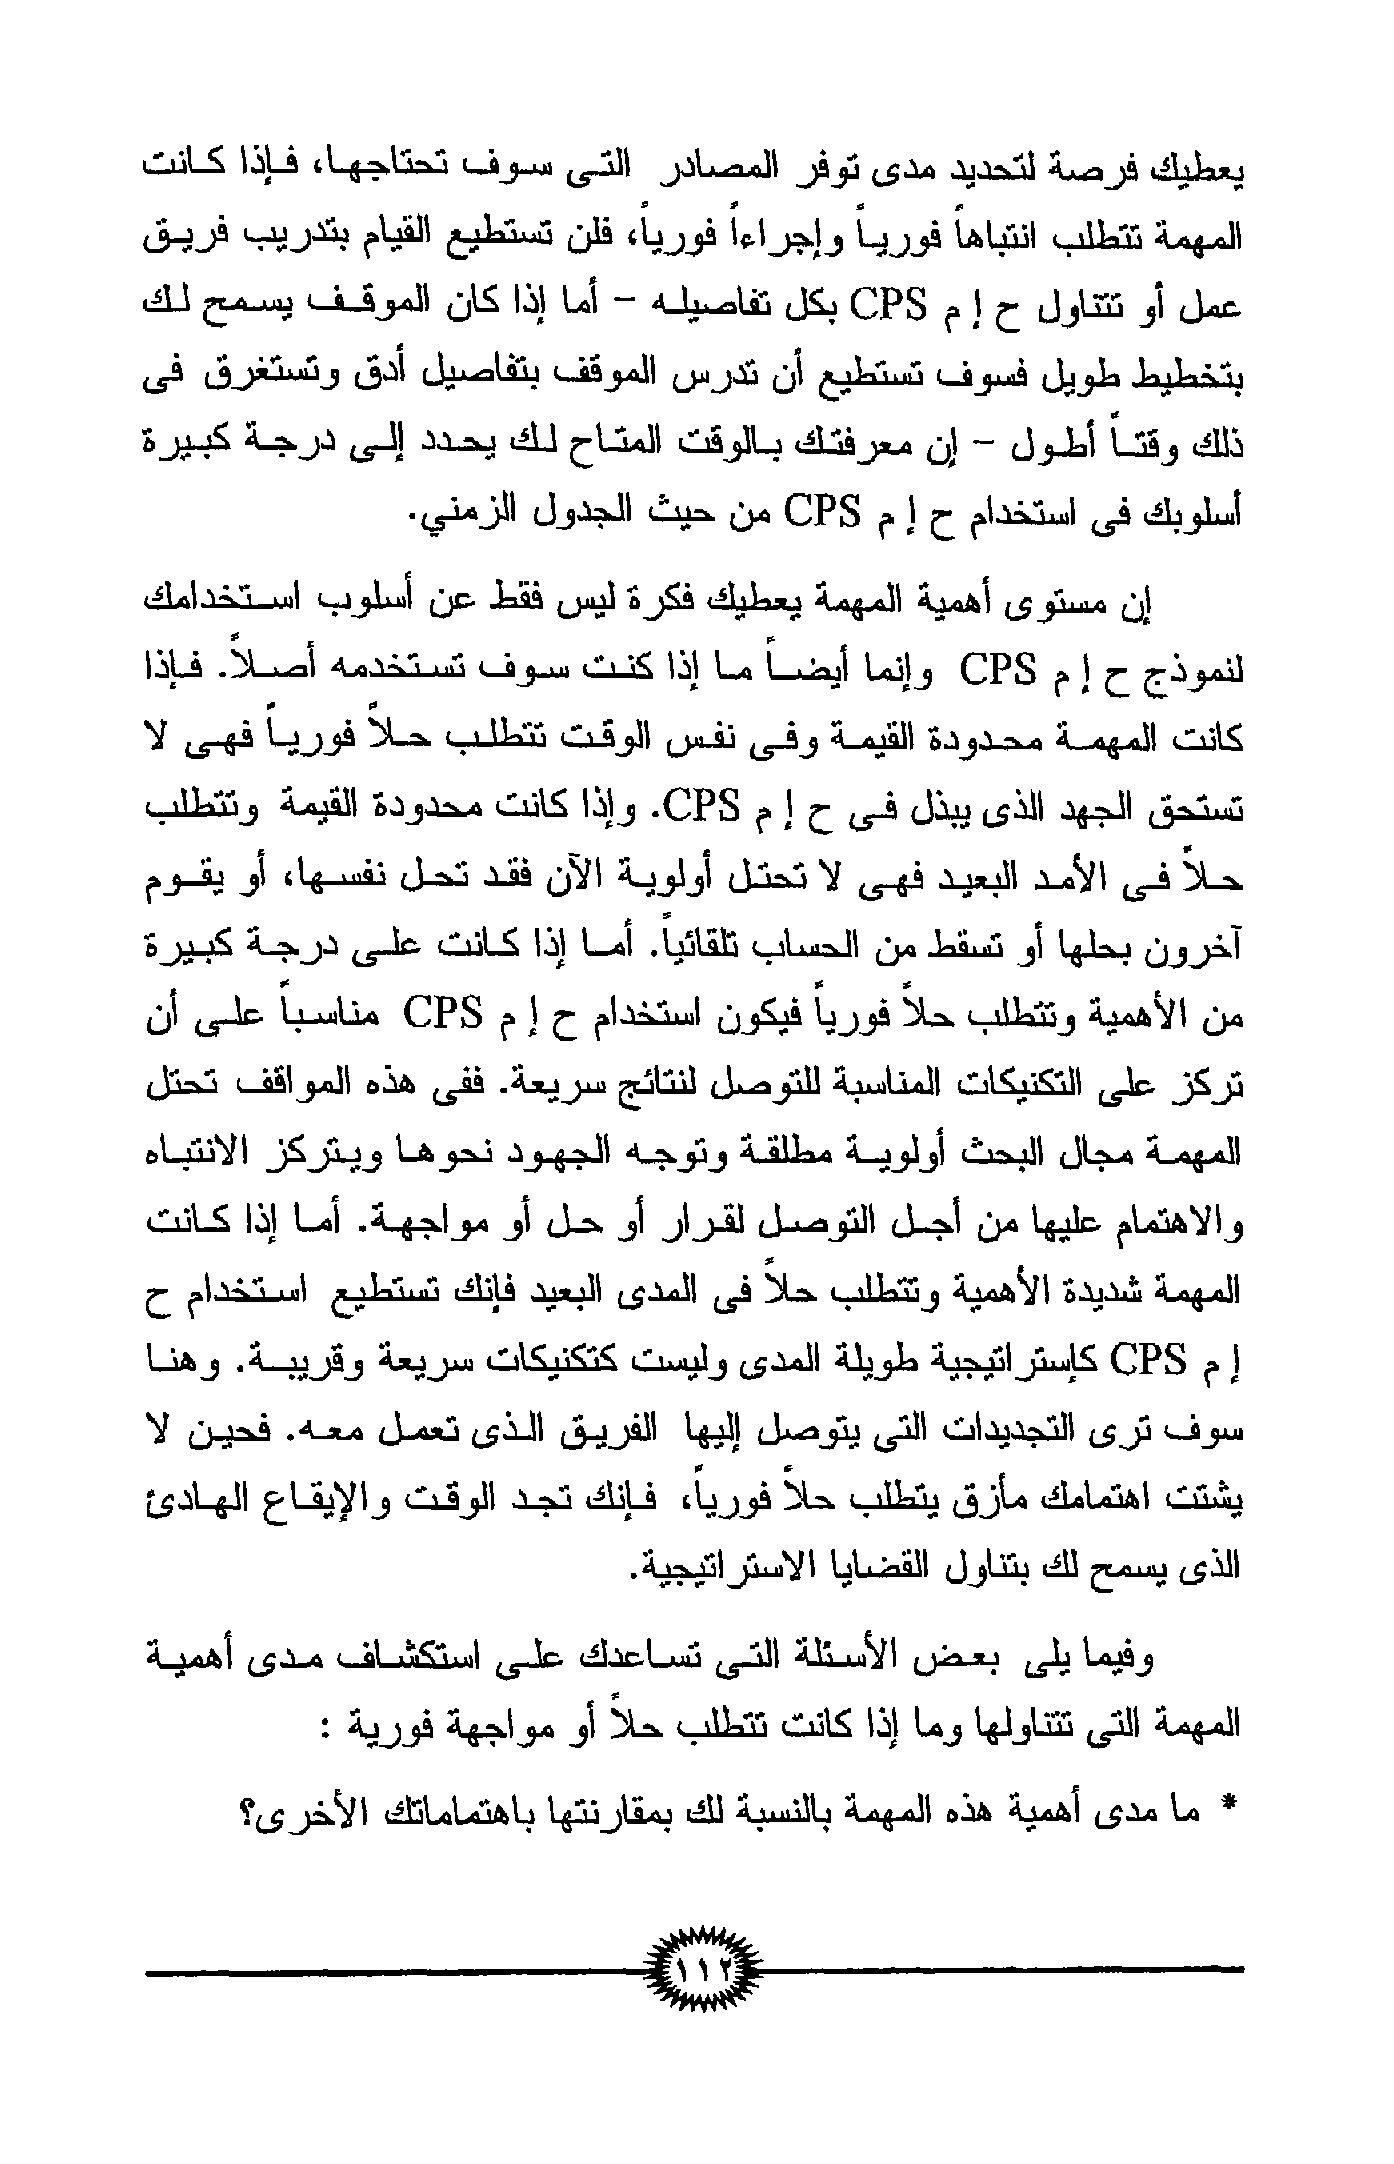 يعطيك فرصة لتحديد مدى توفر المصادر التى سوف تحتاجها، فإذا كانت
المهمة تتطلب انتباهاً فورياً وإجراءاً فورياً، فلن تستطيع القيام بتدريب فريق
عمل أو تتناول ح إ م CPS بكل تفاصيله – أما إذا كان الموقف يسمح لك
بتخطيط طويل فسوف تستطيع أن تدرس الموقف بتفاصيل أدق وتستغرق فى
ذلك وقتاً أطول – إن معرفتك بالوقت المتاح لك يحدد إلى درجة كبيرة
أسلوبك فى استخدام ح إ م CPS من حيث الجدول الزمني.
إن مستوى أهمية المهمة يعطيك فكرة ليس فقط عن أسلوب استخدامك
لنموذج ح إ م CPS وإنما أيضاً ما إذا كنت سوف تستخدمه أصلاً. فإذا
كانت المهمة محدودة القيمة وفى نفس الوقت تتطلب حلاً فورياً فهى لا
تستحق الجهد الذى يبذل فى ح إ م CPS. وإذا كانت محدودة القيمة وتتطلب
حلاً فى الأمد البعيد فهى لا تحتل أولوية الآن فقد تحل نفسها، أو يقوم
آخرون بحلها أو تسقط من الحساب تلقائياً. أما إذا كانت على درجة كبيرة
من الأهمية وتتطلب حلاً فورياً فيكون استخدام ح إ م CPS مناسباً على أن
تركز على التكنيكات المناسبة للتوصل لنتائج سريعة. ففى هذه المواقف تحتل
المهمة مجال البحث أولوية مطلقة وتوجه الجهود نحوها ويتركز الانتباه
والاهتمام عليها من أجل التوصل لقرار أو حل أو مواجهة. أما إذا كانت
المهمة شديدة الأهمية وتتطلب حلاً فى المدى البعيد فإنك تستطيع استخدام ح
إ م CPS كإستراتيجية طويلة المدى وليست كتكنيكات سريعة وقريبة. وهنا
سوف ترى التجديدات التى يتوصل إليها الفريق الذى تعمل معه. فحين لا
يشتت اهتمامك مأزق يتطلب حلاً فورياً، فإنك تجد الوقت والإيقاع الهادئ
الذى يسمح لك بتناول القضايا الاستراتيجية.
وفيما يلى بعض الأسئلة التى تساعدك على استكشاف مدى أهمية
المهمة التى تتناولها وما إذا كانت تتطلب حلاً أو مواجهة فورية :
* ما مدى أهمية هذه المهمة بالنسبة لك بمقارنتها باهتماماتك الأخرى؟
١١٢